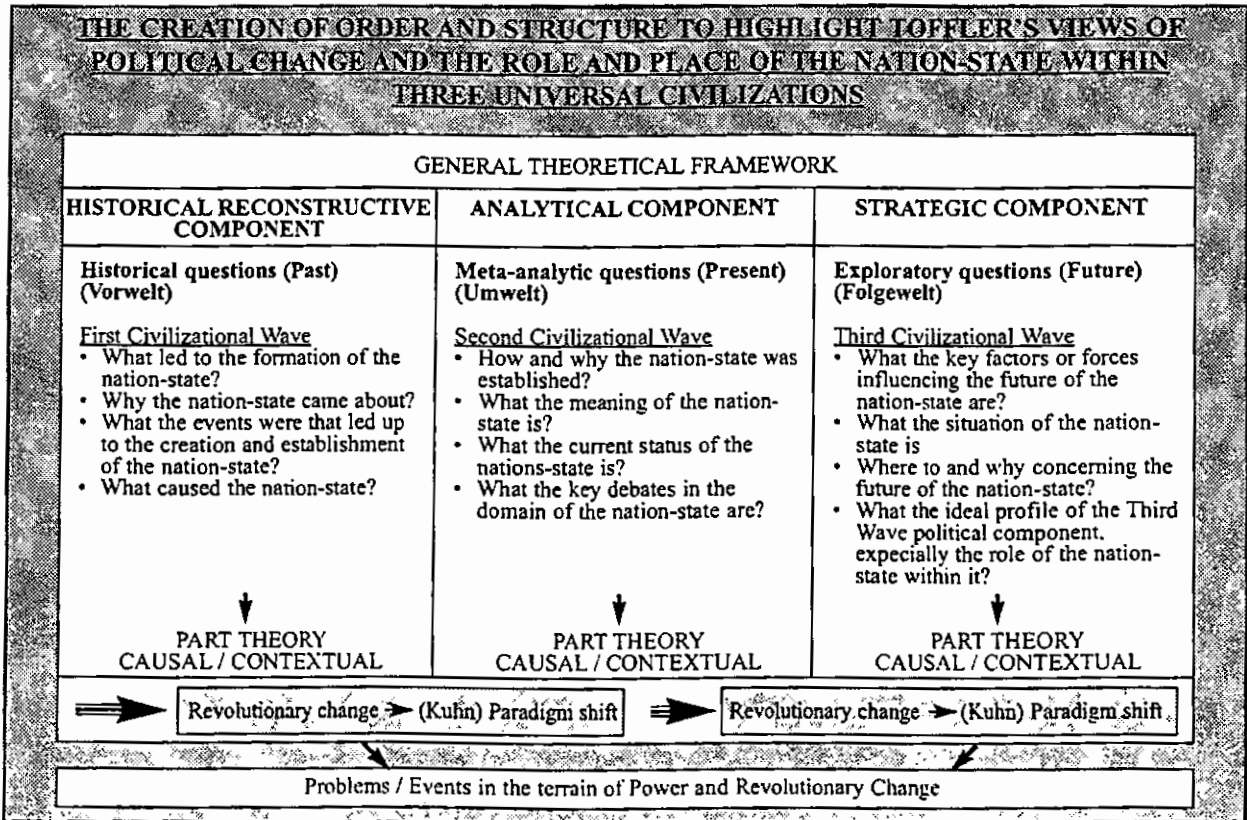 THE CREATION OF ORDER AND STRUCTURE TO HIGHLIGHT TOFFLER'S VIEWS OF
POLITICAL CHANGE AND THE ROLE AND PLACE OF THE NATION-STATE WITHIN
THREE UNIVERSAL CIVILIZATIONS
GENERAL THEORETICAL FRAMEWORK
HISTORICAL RECONSTRUCTIVE
COMPONENT
Historical questions (Past)
(Vorwelt)
First Civilizational Wave
• What led to the formation of the
nation-state?
• Why the nation-state came about?
• What the events were that led up
to the creation and establishment
of the nation-state?
• What caused the nation-state?
PART THEORY
CAUSAL / CONTEXTUAL
ANALYTICAL COMPONENT
Meta-analytic questions (Present)
(Umwelt)
Second Civilizational Wave
• How and why the nation-state was
established?
• What the meaning of the nation-
state is?
• What the current status of the
nations-state is?
• What the key debates in the
domain of the nation-state are?
PART THEORY
CAUSAL / CONTEXTUAL
STRATEGIC COMPONENT
Exploratory questions (Future)
(Folgewelt)
Third Civilizational Wave
• What the key factors or forces
influencing the future of the
nation-state are?
• What the situation of the nation-
state is
• Where to and why concerning the
future of the nation-state?
• What the ideal profile of the Third
Wave political component,
expecially the role of the nation-
state within it?
PART THEORY
CAUSAL / CONTEXTUAL
Revolutionary change → (Kuhn) Paradigm shift
Revolutionary change → (Kuhn) Paradigm shift
Problems / Events in the terrain of Power and Revolutionary Change